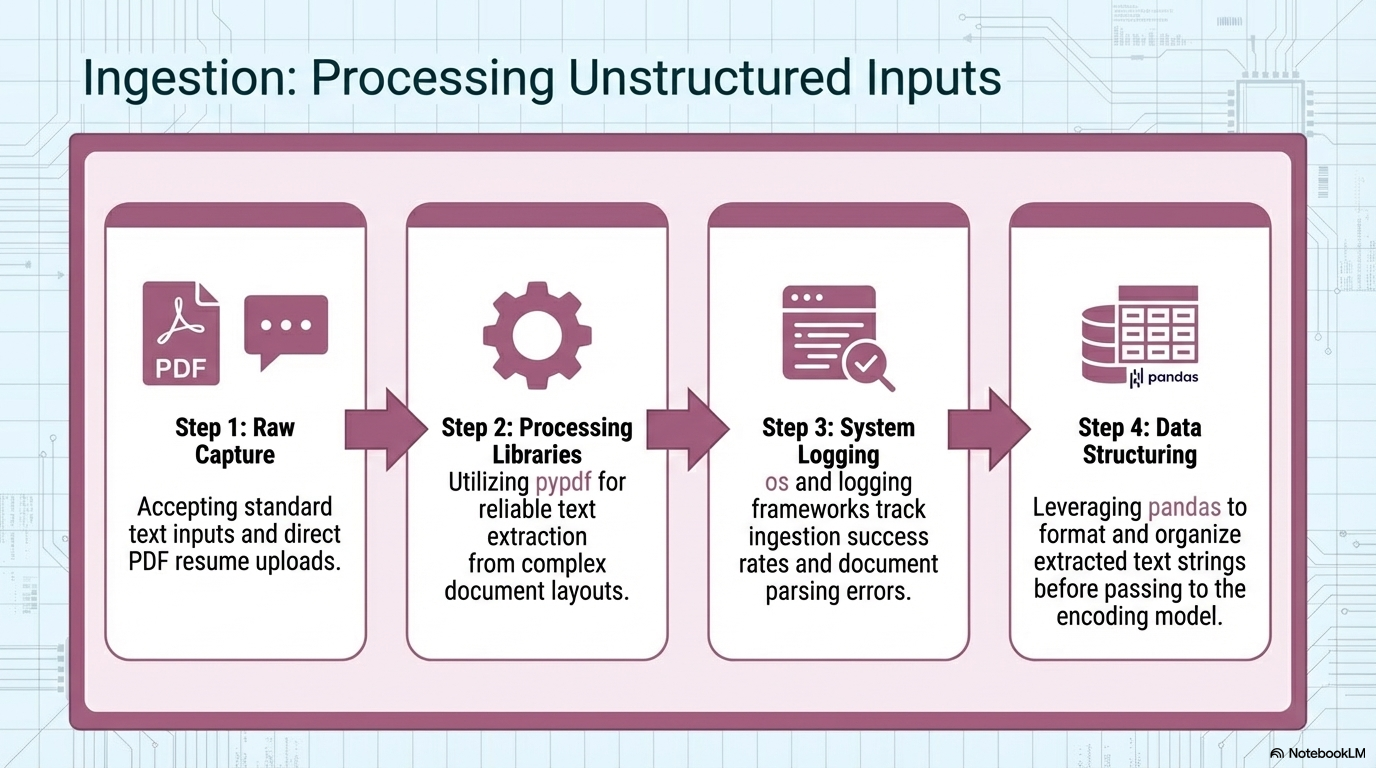 Ingestion: Processing Unstructured Inputs
PDF
Step 1: Raw
Capture
Accepting standard
text inputs and direct
PDF resume uploads.
Step 2: Processing
Libraries
Utilizing pypdf for
reliable text
extraction
from complex
document layouts.
Step 3: System
Logging
os and logging
frameworks track
ingestion success
rates and document
parsing errors.
pandas
Step 4: Data
Structuring
Leveraging pandas to
format and organize
extracted text strings
before passing to the
encoding model.
NotebookLM